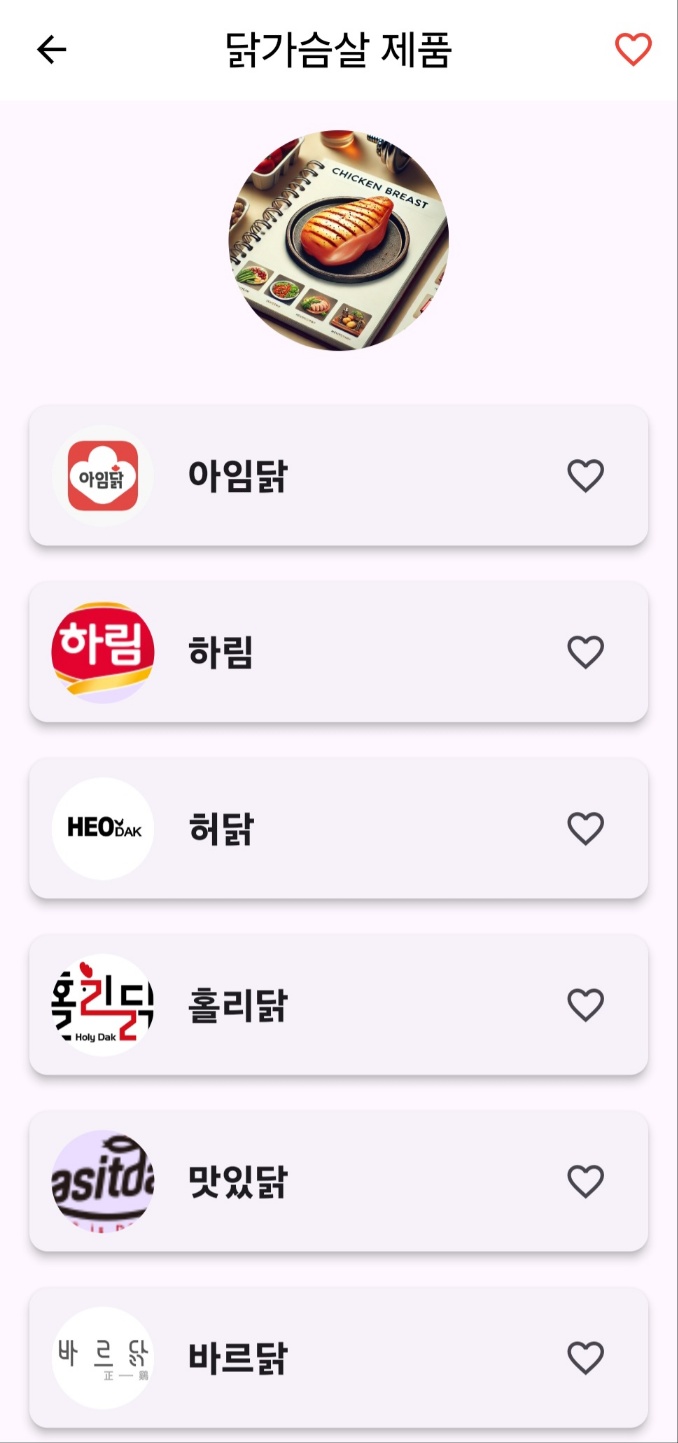 닭가슴살 제품
CHICKEN BREAST
아임닭
아임닭
하림
하림
HEO DAK
허닭
홀리닭
Holy Dak
홀리닭
asitda
맛있닭
바 르 닭
正 一 鷄
바르닭